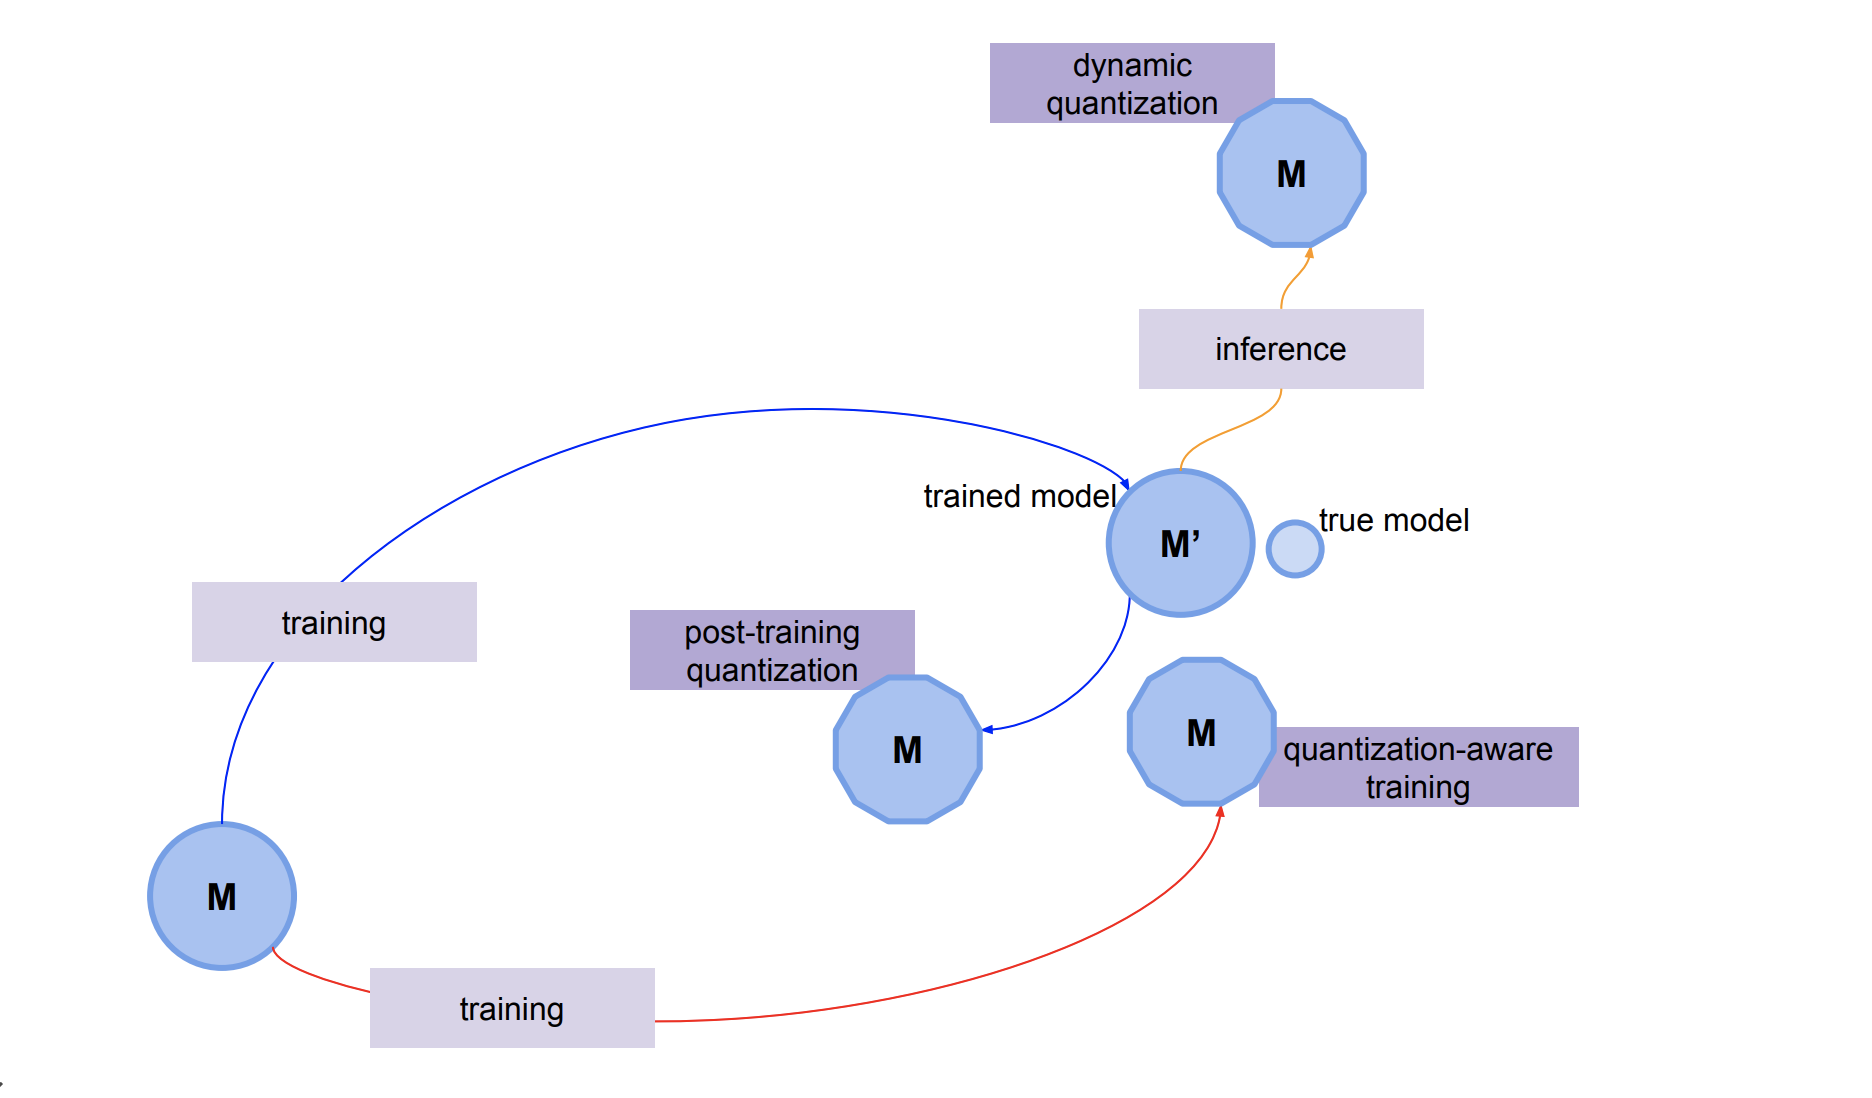 dynamic
quantization
M
inference
trained model
M’
true model
training
post-training
quantization
M
M
quantization-aware
training
M
training